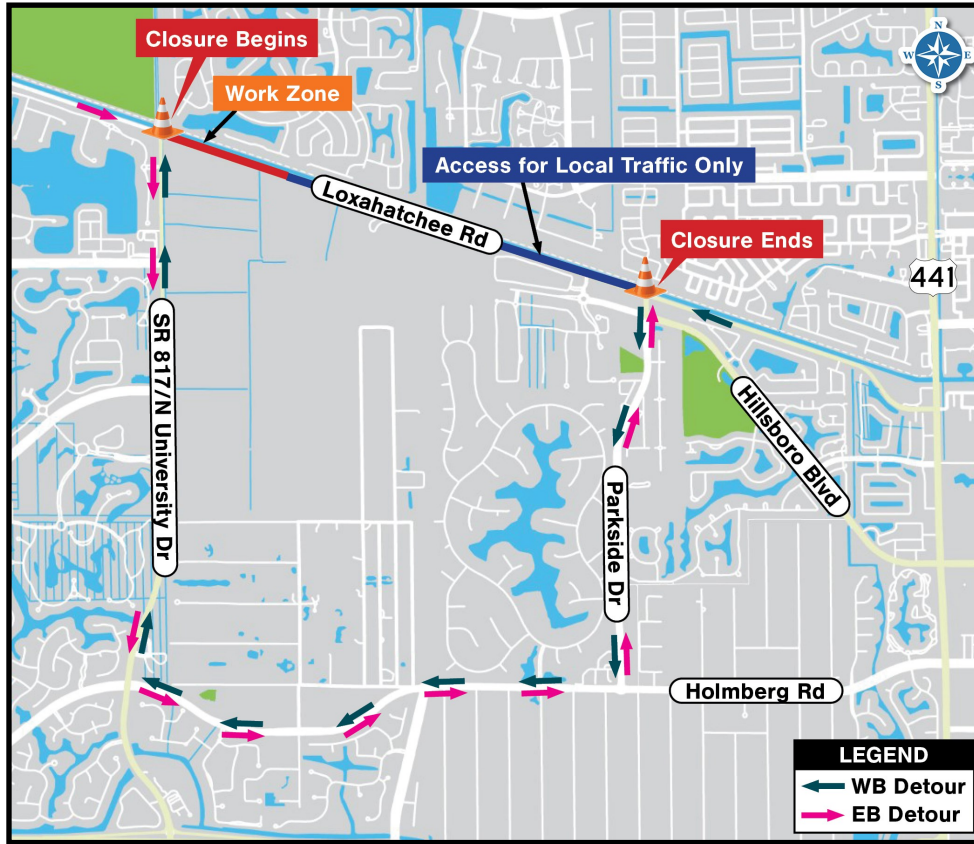 Closure Begins
Work Zone
N
W E
S
Access for Local Traffic Only
Loxahatchee Rd
Closure Ends
441
SR 817/N University Dr
Hillsboro Blvd
Parkside Dr
Holmberg Rd
LEGEND
WB Detour
EB Detour